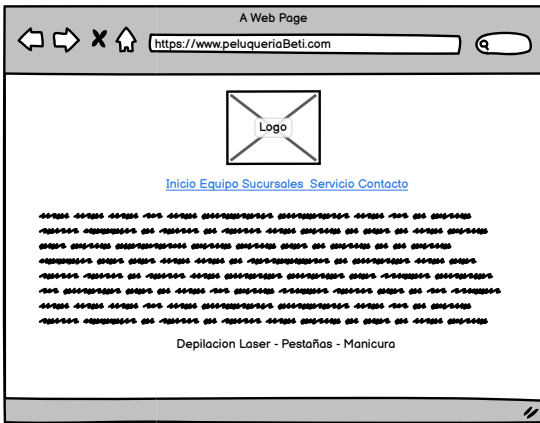 A Web Page
https://www.peluqueriaBeti.com
Logo
Inicio Equipo Sucursales Servicio Contacto
Depilacion Laser - Pestañas - Manicura